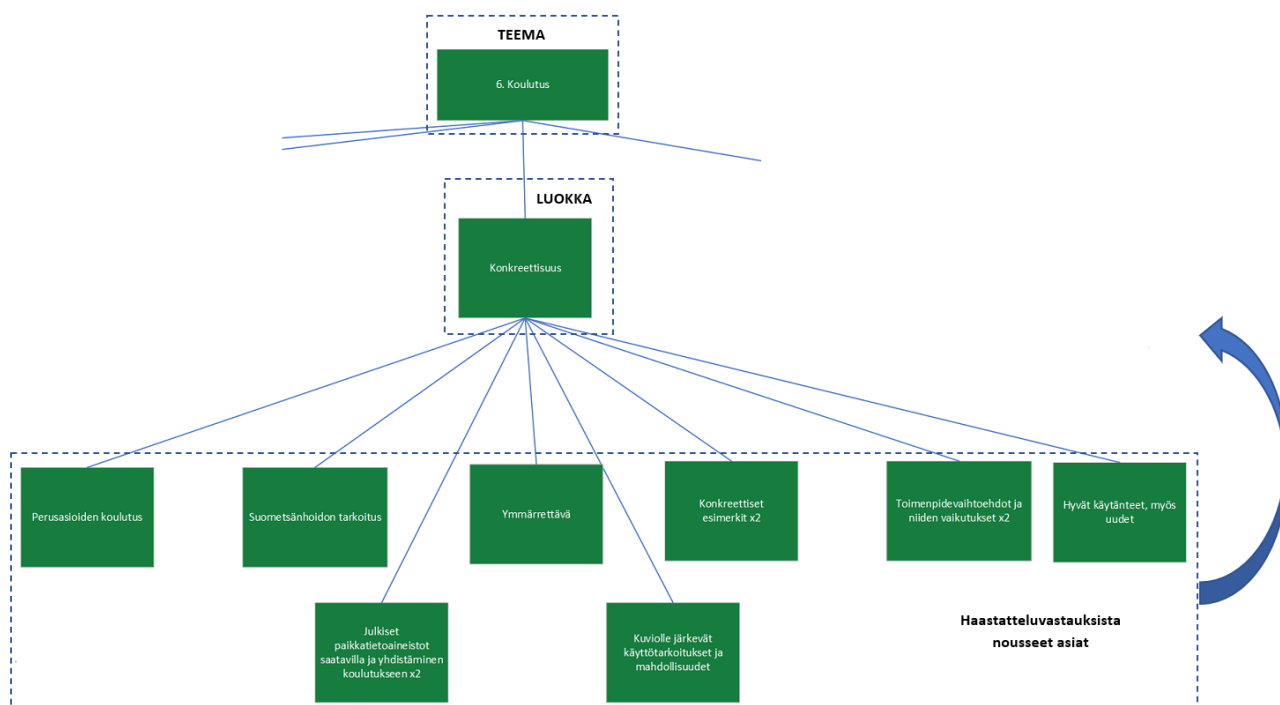 TEEMA
6. Koulutus
LUOKKA
Konkreettisuus
Perusasioiden koulutus
Suometsänhoidon tarkoitus
Ymmärrettävä
Konkreettiset
esimerkit x2
Toimenpidevaihtoehdot ja
niiden vaikutukset x2
Hyvät käytänteet, myös
uudet
Julkiset
paikkatietoaineistot
saatavilla ja yhdistäminen
koulutukseen x2
Kuviolle järkevät
käyttötarkoitukset ja
mahdollisuudet
Haastatteluvastauksista
nousseet asiat